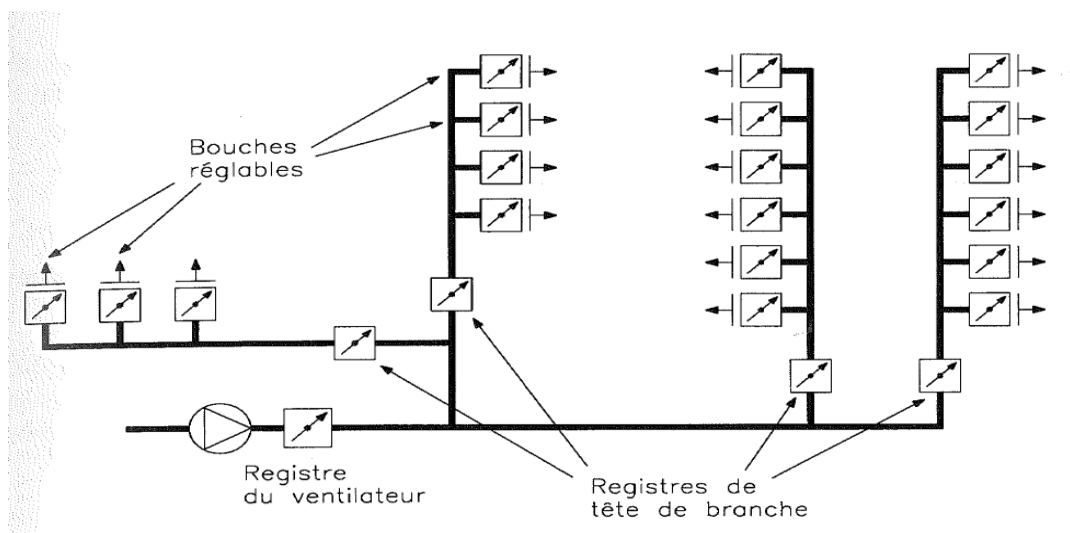 Bouches
réglables
Registre
du ventilateur
Registres de
tête de branche